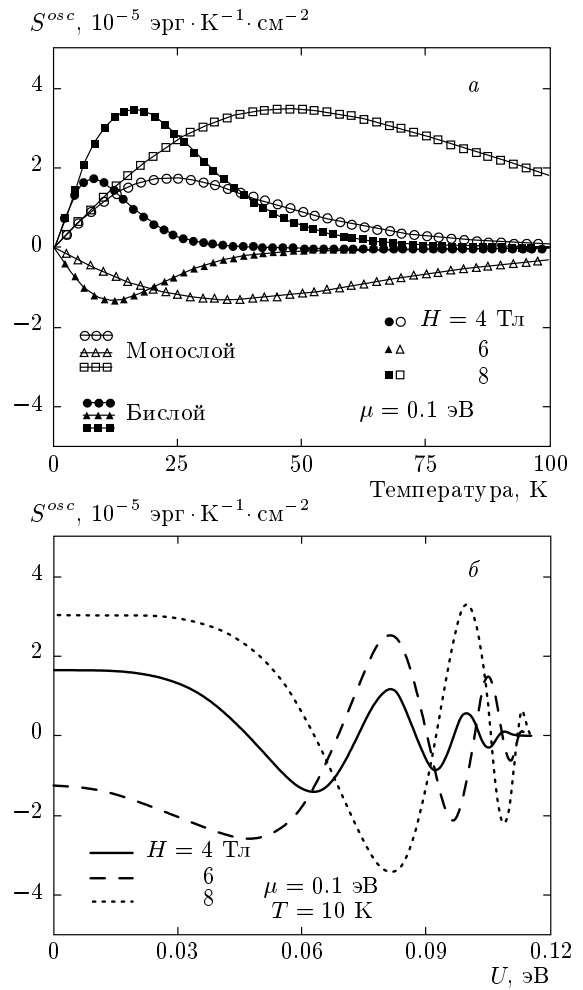 S^{osc}, 10^{−5} эрг·К^{−1}·см^{−2}
4
а
2
0
−2
H = 4 Тл
Монослой
6
8
−4
Бислой
μ = 0.1 эВ
0 25 50 75 100
Температура, К
S^{osc}, 10^{−5} эрг·К^{−1}·см^{−2}
4
б
2
0
−2
H = 4 Тл
6
μ = 0.1 эВ
8
T = 10 К
−4
0 0.03 0.06 0.09 0.12
U, эВ